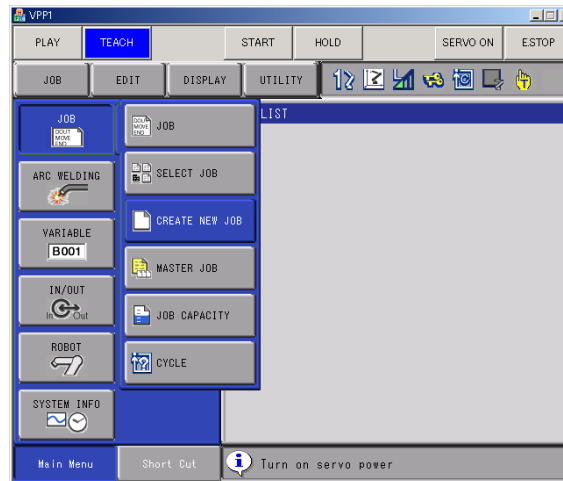 VPP1
PLAY TEACH START HOLD SERVO ON E.STOP
JOB EDIT DISPLAY UTILITY
LIST
JOB
DOUT
MOVE
END
ARC WELDING
VARIABLE
B001
IN/OUT
In Out
ROBOT
SYSTEM INFO
JOB
DOUT
MOVE
END
SELECT JOB
CREATE NEW JOB
MASTER JOB
JOB CAPACITY
CYCLE
Main Menu Short Cut Turn on servo power